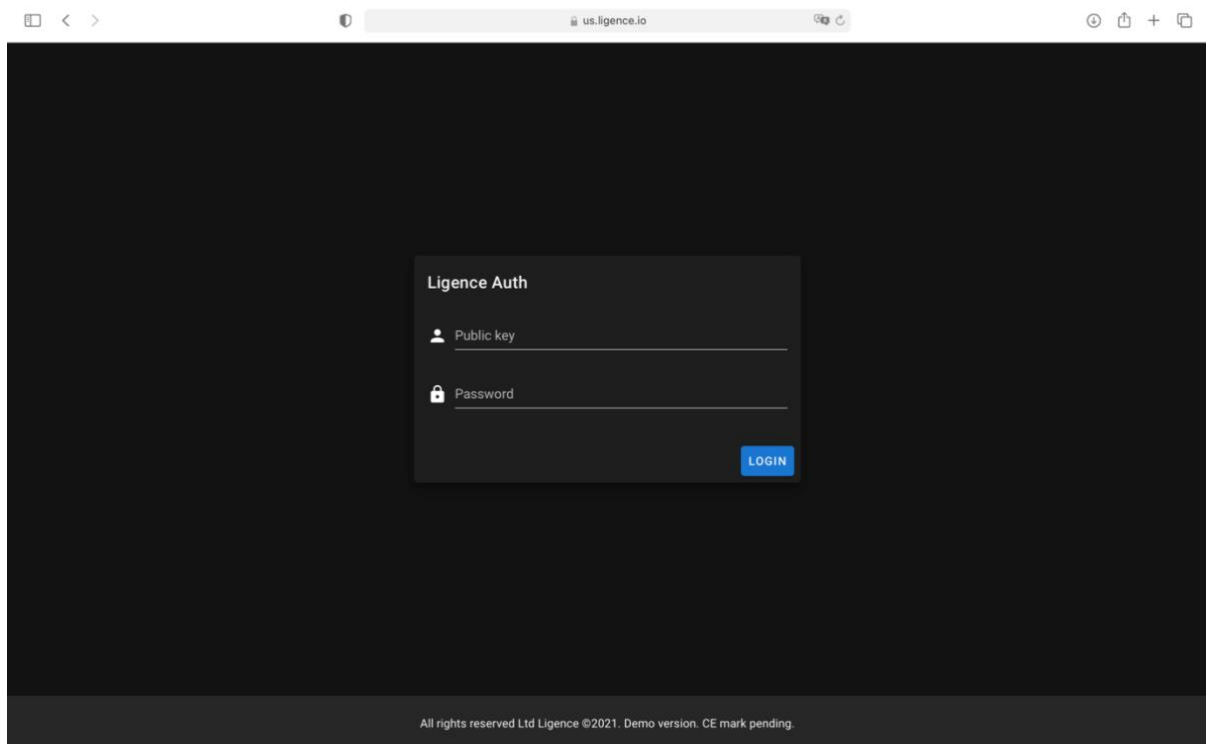 us.ligence.io
Ligence Auth
Public key
Password
LOGIN
All rights reserved Ltd Ligence ©2021. Demo version. CE mark pending.